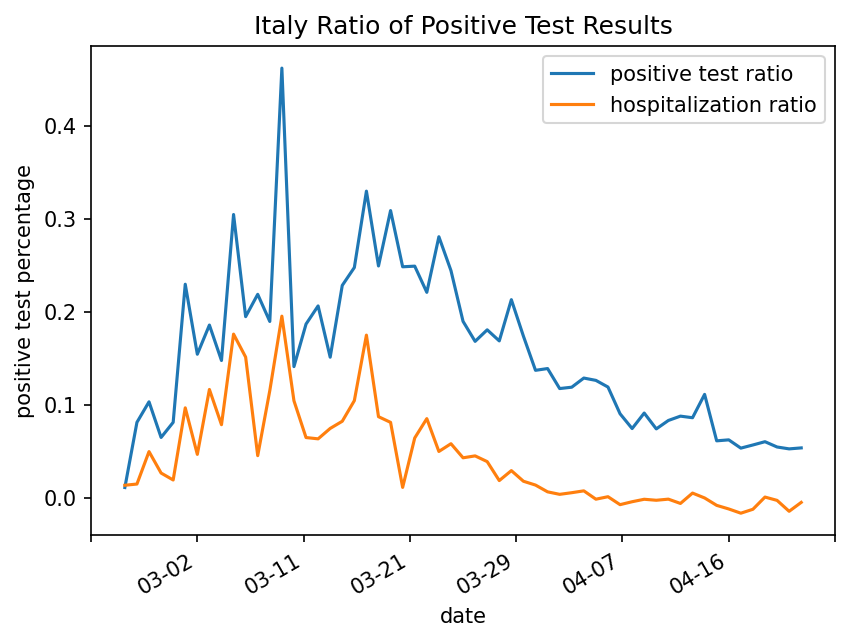 Italy Ratio of Positive Test Results
positive test ratio
hospitalization ratio
positive test percentage
0.4
0.3
0.2
0.1
0.0
03-02
03-11
03-21
03-29
04-07
04-16
date